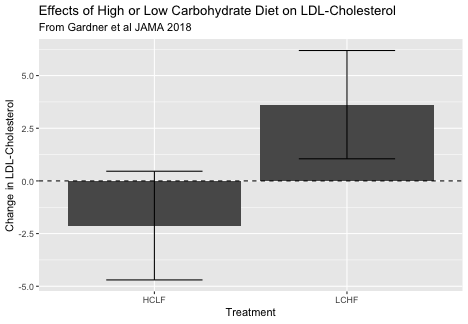 Effects of High or Low Carbohydrate Diet on LDL-Cholesterol
From Gardner et al JAMA 2018
Change in LDL-Cholesterol
5.0
2.5
0.0
-2.5
-5.0
HCLF
LCHF
Treatment